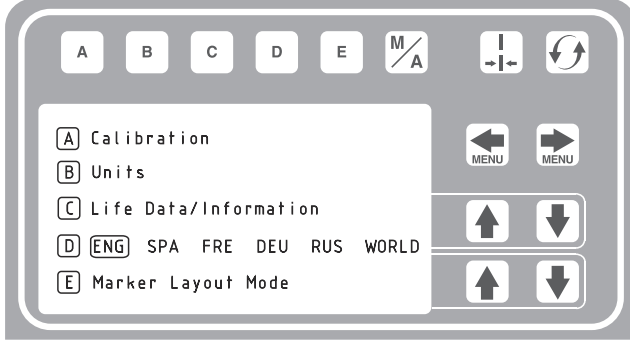 A B C D E M/A
MENU MENU
A Calibration
B Units
C Life Data/Information
D ENG SPA FRE DEU RUS WORLD
E Marker Layout Mode